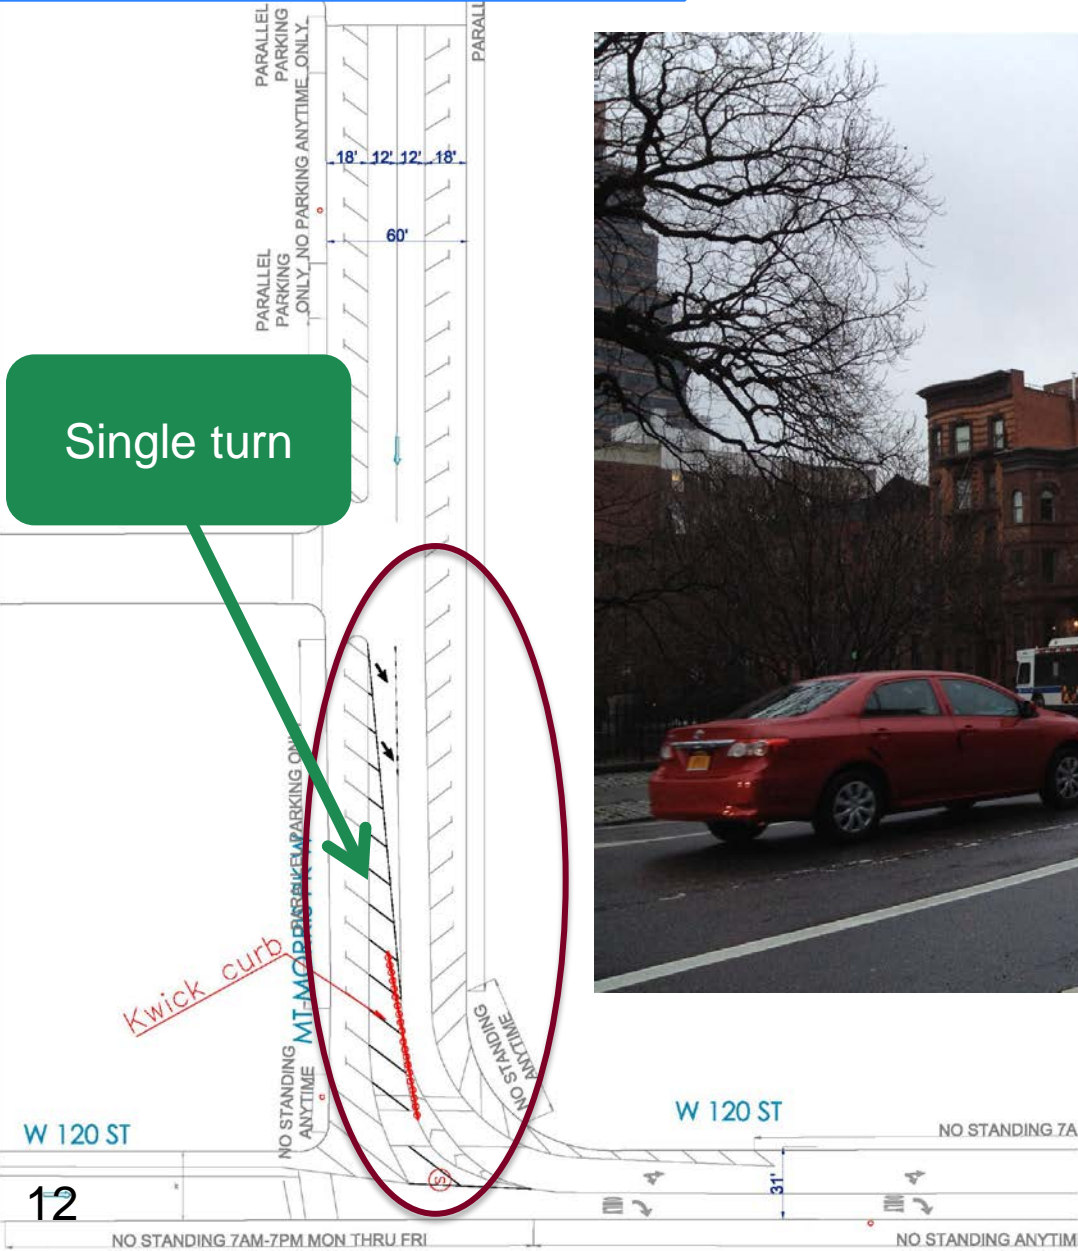 PARALLEL
PARKING
NO PARKING ANYTIME ONLY
PARALL
18' 12' 12' 18'
60'
PARALLEL
PARKING
ONLY
Single turn
PARKING ONLY
MT-MORRIS
Kwick curb
NO STANDING
ANYTIME
NO STANDING
ANYTIME
W 120 ST
W 120 ST
NO STANDING 7A
31'
S
ONLY
ONLY
12
NO STANDING 7AM-7PM MON THRU FRI
NO STANDING ANYTIM